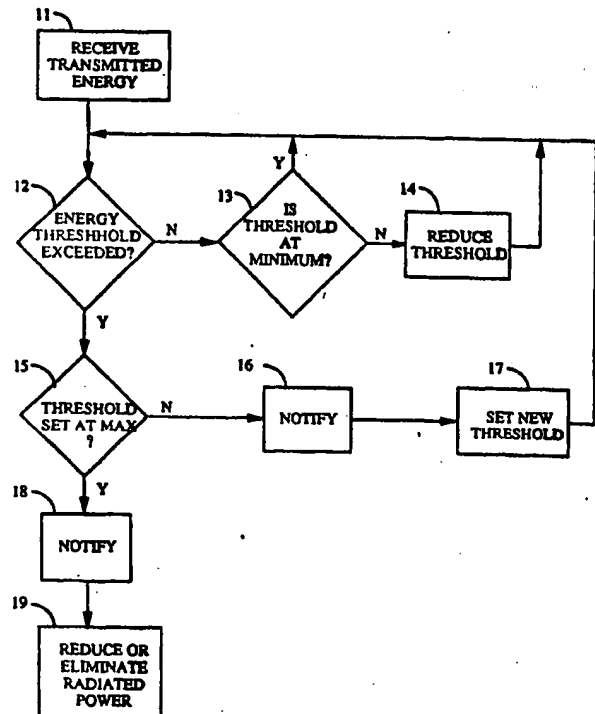 11
RECEIVE
TRANSMITTED
ENERGY
12
ENERGY
THRESHHOLD
EXCEEDED?
N
Y
13
IS
THRESHOLD
AT
MINIMUM?
Y
N
14
REDUCE
THRESHOLD
15
THRESHOLD
SET AT MAX
?
N
Y
16
NOTIFY
17
SET NEW
THRESHOLD
18
NOTIFY
19
REDUCE OR
ELIMINATE
RADIATED
POWER